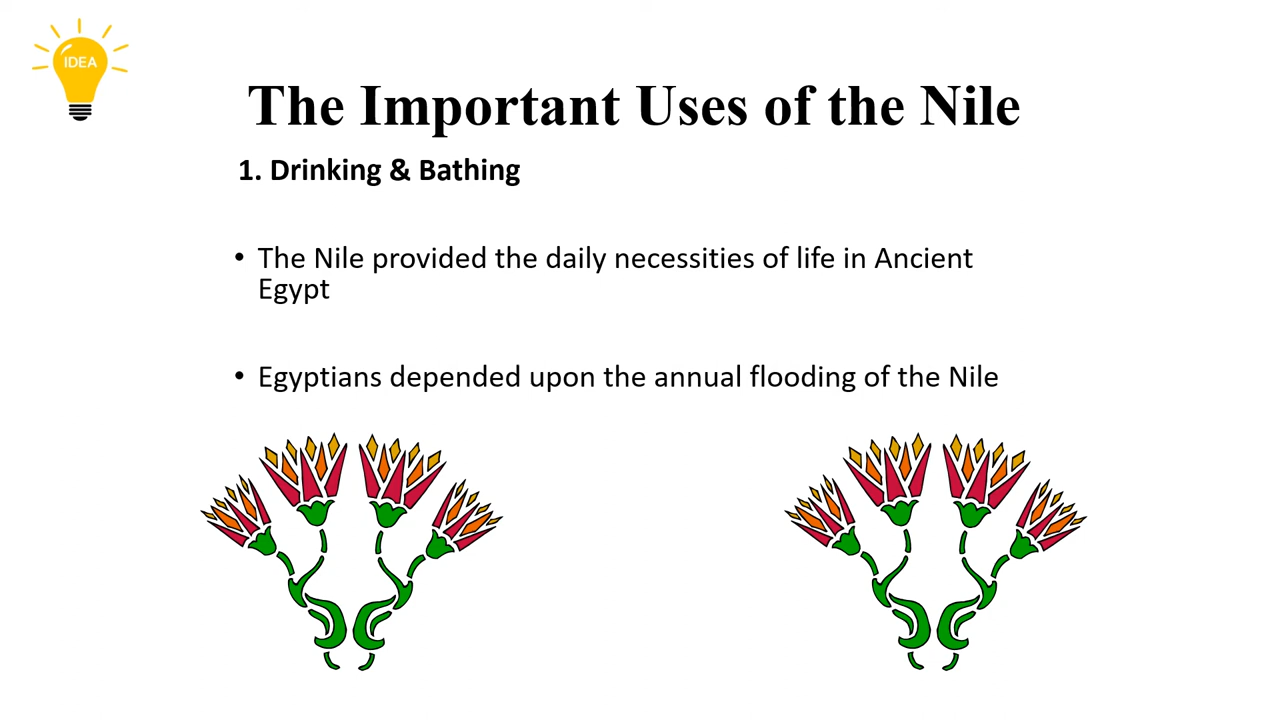 IDEA
The Important Uses of the Nile
1. Drinking & Bathing
• The Nile provided the daily necessities of life in Ancient
Egypt
• Egyptians depended upon the annual flooding of the Nile